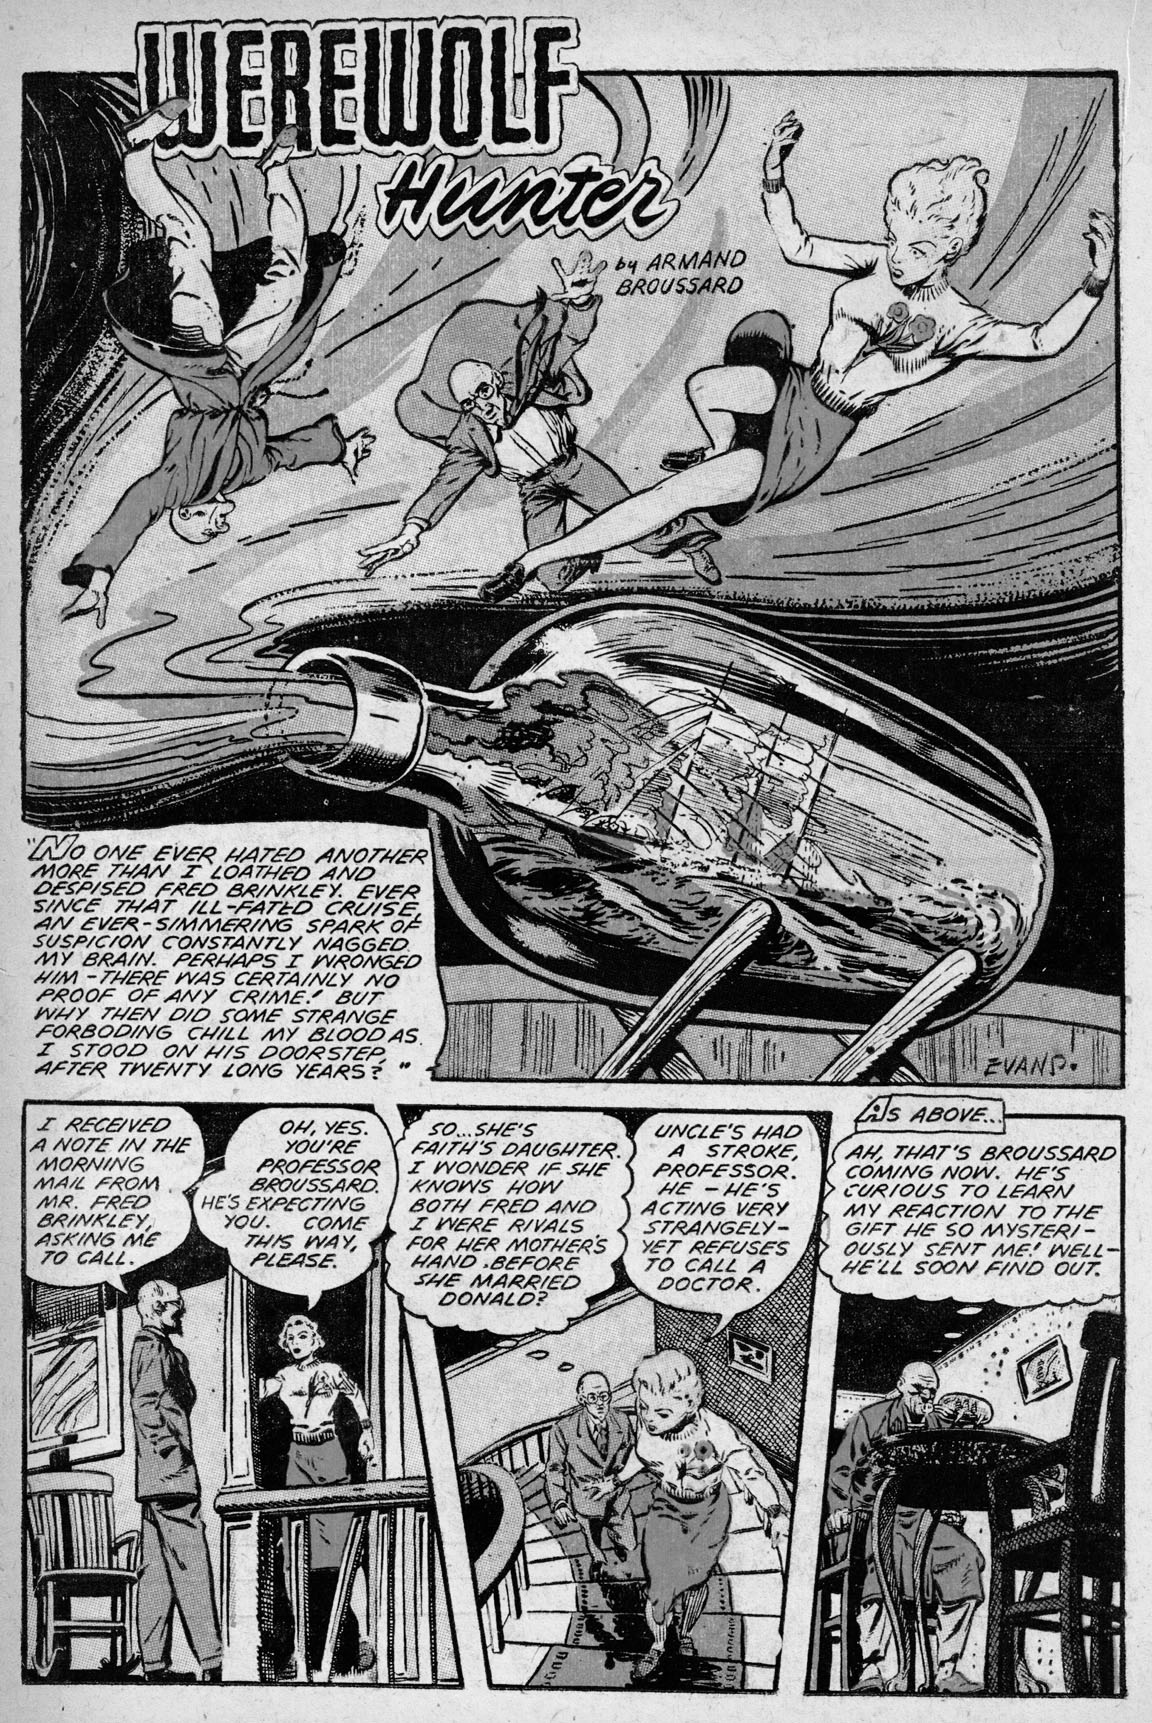 WEREWOLF
Hunter
by ARMAND
BROUSSARD
"NO ONE EVER HATED ANOTHER
MORE THAN I LOATHED AND
DESPISED FRED BRINKLEY. EVER
SINCE THAT ILL-FATED CRUISE,
AN EVER-SIMMERING SPARK OF
SUSPICION CONSTANTLY NAGGED
MY BRAIN. PERHAPS I WRONGED
HIM - THERE WAS CERTAINLY NO
PROOF OF ANY CRIME! BUT
WHY THEN DID SOME STRANGE
FORBODING CHILL MY BLOOD AS
I STOOD ON HIS DOORSTEP,
AFTER TWENTY LONG YEARS?"
EVANS.
I RECEIVED
A NOTE IN THE
MORNING
MAIL FROM
MR. FRED
BRINKLEY,
ASKING ME
TO CALL.
OH, YES.
YOU'RE
PROFESSOR
BROUSSARD.
HE'S EXPECTING
YOU. COME
THIS WAY,
PLEASE.
SO...SHE'S
FAITH'S DAUGHTER.
I WONDER IF SHE
KNOWS HOW
BOTH FRED AND
I WERE RIVALS
FOR HER MOTHER'S
HAND BEFORE
SHE MARRIED
DONALD?
UNCLE'S HAD
A STROKE,
PROFESSOR.
HE - HE'S
ACTING VERY
STRANGELY-
YET REFUSES
TO CALL A
DOCTOR.
AS ABOVE...
AH, THAT'S BROUSSARD
COMING NOW. HE'S
CURIOUS TO LEARN
MY REACTION TO THE
GIFT HE SO MYSTERI-
OUSLY SENT ME! WELL-
HE'LL SOON FIND OUT.